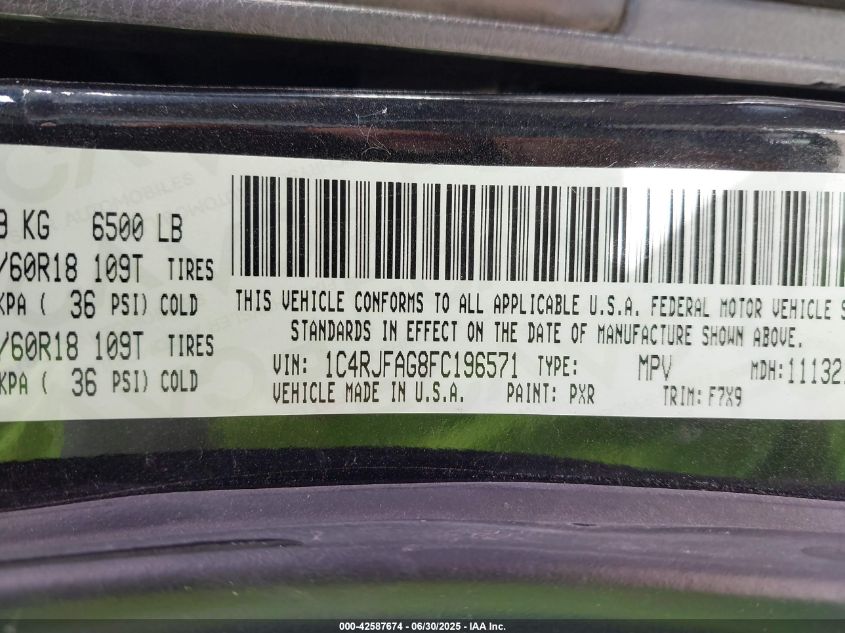 THIS VEHICLE CONFORMS TO ALL APPLICABLE U.S.A. FEDERAL MOTOR VEHICLE S
STANDARDS IN EFFECT ON THE DATE OF MANUFACTURE SHOWN ABOVE.
KG 6500 LB
/60R18 109T TIRES
KPA ( 36 PSI) COLD
/60R18 109T TIRES
KPA ( 36 PSI) COLD
VIN: 1C4RJFAG8FC196571 TYPE: MPV MDH:11132
VEHICLE MADE IN U.S.A. PAINT: PXR TRIM:F7X9
AUTOMOBILES
000-42587674 - 06/30/2025 - IAA Inc.